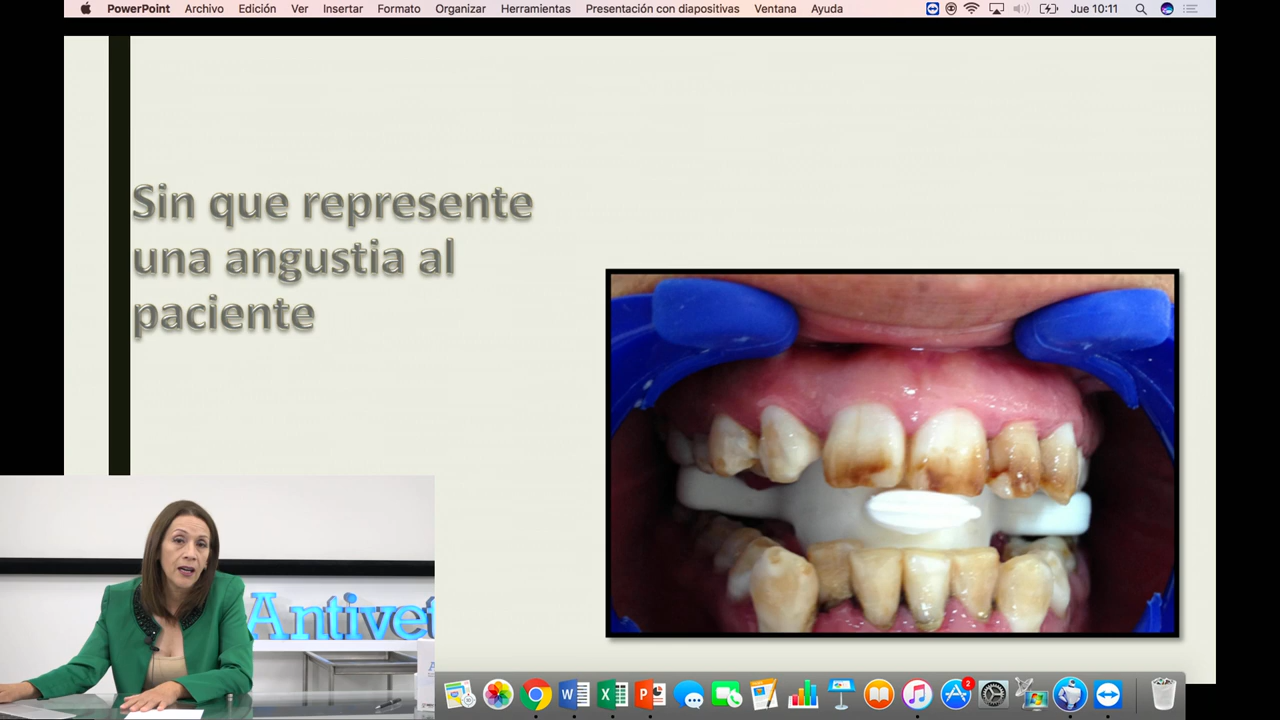 PowerPoint Archivo Edición Ver Insertar Formato Organizar Herramientas Presentación con diapositivas Ventana Ayuda Jue 10:11
Sin que represente
una angustia al
paciente
Antivet
2